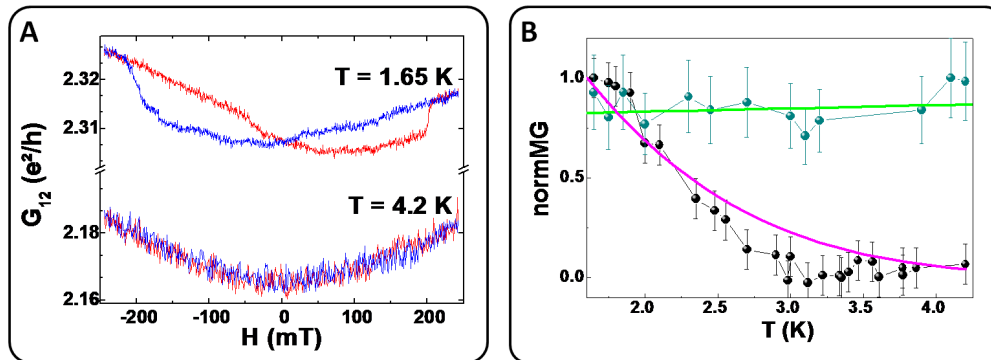 A
T = 1.65 K
2.32
2.31
G12 (e²/h)
T = 4.2 K
2.18
2.16
-200 -100 0 100 200
H (mT)
B
1.0
0.5
0.0
normMG
2.0 2.5 3.0 3.5 4.0
T (K)